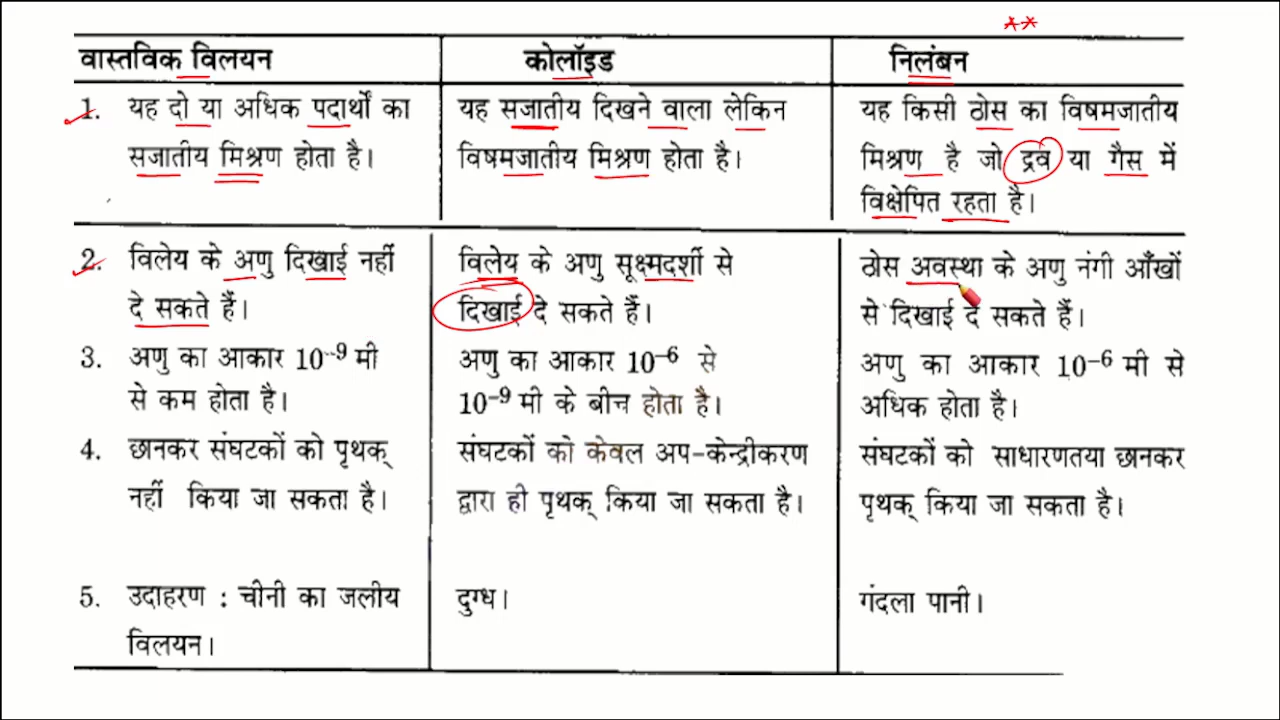 **
वास्तविक विलयन कोलॉइड निलंबन
1. यह दो या अधिक पदार्थों का यह सजातीय दिखने वाला लेकिन यह किसी ठोस का विषमजातीय
सजातीय मिश्रण होता है। विषमजातीय मिश्रण होता है। मिश्रण है जो द्रव या गैस में
विक्षेपित रहता है।
2. विलेय के अणु दिखाई नहीं विलेय के अणु सूक्ष्मदर्शी से ठोस अवस्था के अणु नंगी आँखों
दे सकते हैं। दिखाई दे सकते हैं। से दिखाई दे सकते हैं।
3. अणु का आकार 10⁻⁹ मी अणु का आकार 10⁻⁶ से अणु का आकार 10⁻⁶ मी से
से कम होता है। 10⁻⁹ मी के बीच होता है। अधिक होता है।
4. छानकर संघटकों को पृथक् संघटकों को केवल अप-केन्द्रीकरण संघटकों को साधारणतया छानकर
नहीं किया जा सकता है। द्वारा ही पृथक् किया जा सकता है। पृथक् किया जा सकता है।
5. उदाहरण : चीनी का जलीय दुग्ध। गंदला पानी।
विलयन।